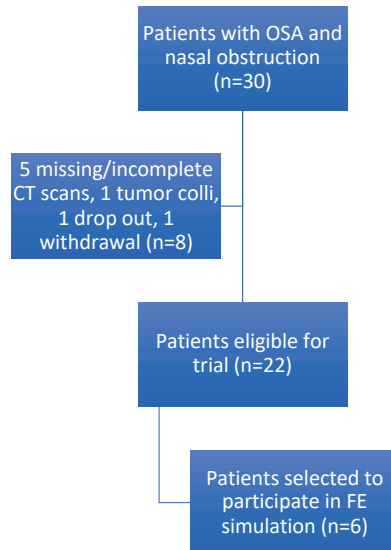 Patients with OSA and
nasal obstruction
(n=30)
5 missing/incomplete
CT scans, 1 tumor colli,
1 drop out, 1
withdrawal (n=8)
Patients eligible for
trial (n=22)
Patients selected to
participate in FE
simulation (n=6)